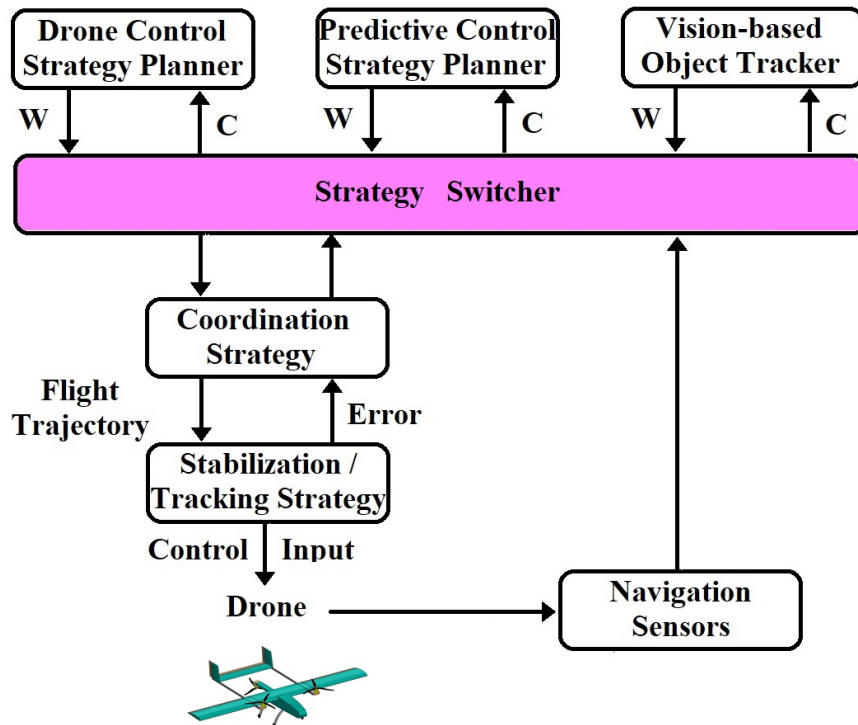 Drone Control
Strategy Planner
Predictive Control
Strategy Planner
Vision-based
Object Tracker
W
C
W
C
W
C
Strategy Switcher
Coordination
Strategy
Flight
Trajectory
Error
Stabilization /
Tracking Strategy
Control Input
Drone
Navigation
Sensors